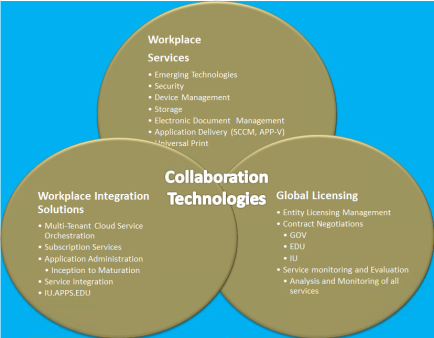 Workplace
Services
• Emerging Technologies
• Security
• Device Management
• Storage
• Electronic Document Management
• Application Delivery (SCCM, APP-V)
• Universal Print
Collaboration
Technologies
Workplace Integration
Solutions
• Multi-Tenant Cloud Service
Orchestration
• Subscription Services
• Application Administration
• Inception to Maturation
• Service Integration
• IU.APPS.EDU
Global Licensing
• Entity Licensing Management
• Contract Negotiations
• GOV
• EDU
• IU
• Service monitoring and Evaluation
• Analysis and Monitoring of all
services